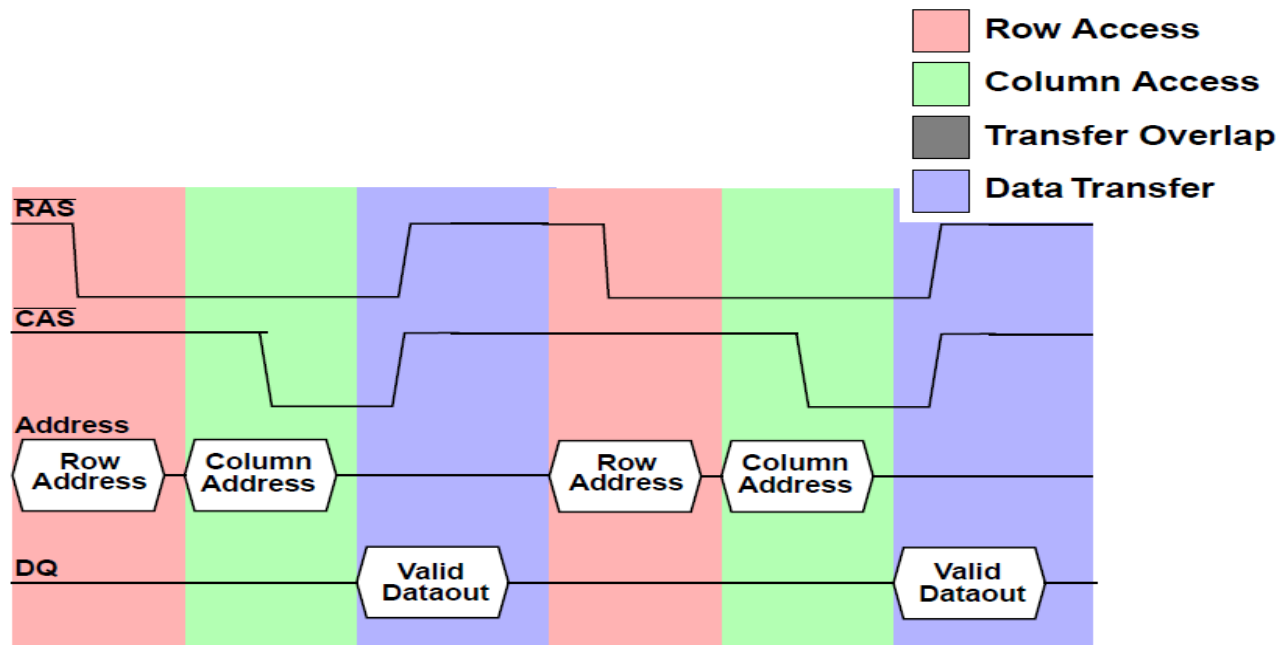 Row Access
Column Access
Transfer Overlap
Data Transfer
RAS
CAS
Address
Row
Address
Column
Address
Row
Address
Column
Address
DQ
Valid
Dataout
Valid
Dataout